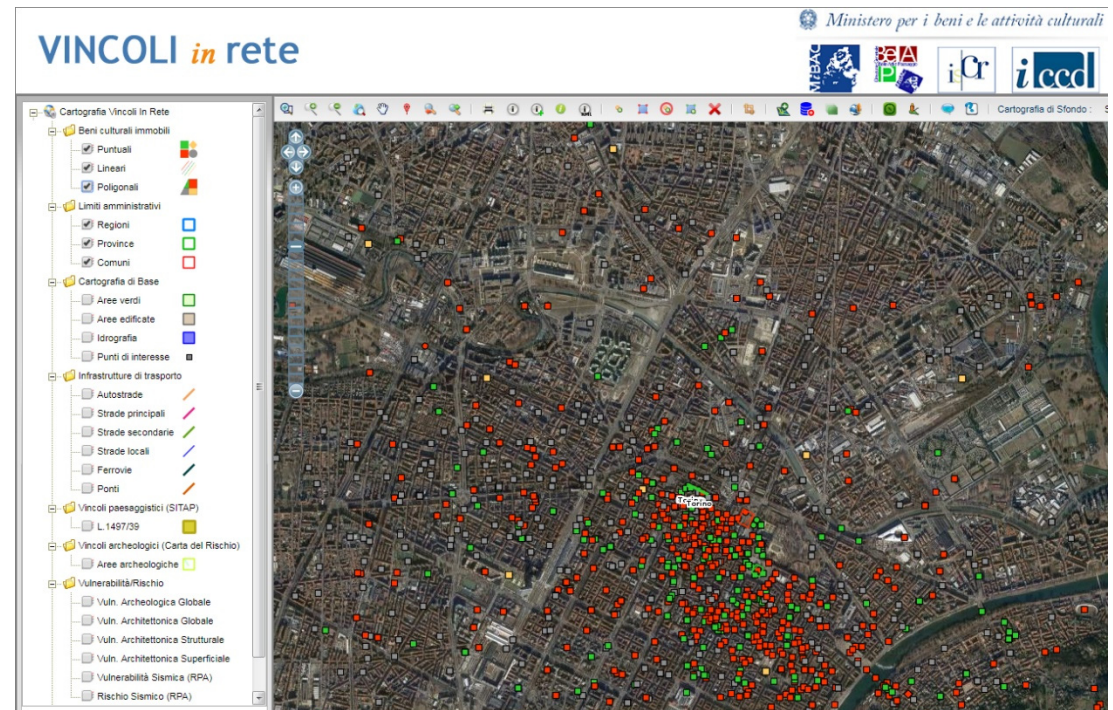 Ministero per i beni e le attività culturali
VINCOLI in rete
MiBAC
iscr
iccd
Cartografia Vincoli In Rete
Cartografia di Sfondo :
Beni culturali immobili
Puntuali
Lineari
Poligonali
Limiti amministrativi
Regioni
Province
Comuni
Cartografia di Base
Aree verdi
Aree edificate
Idrografia
Punti di interesse
Infrastrutture di trasporto
Autostrade
Strade principali
Strade secondarie
Strade locali
Ferrovie
Ponti
Vincoli paesaggistici (SITAP)
L.1497/39
Vincoli archeologici (Carta del Rischio)
Aree archeologiche
Vulnerabilità/Rischio
Vuln. Archeologica Globale
Vuln. Architettonica Globale
Vuln. Architettonica Strutturale
Vuln. Architettonica Superficiale
Vulnerabilità Sismica (RPA)
Rischio Sismico (RPA)
Torino